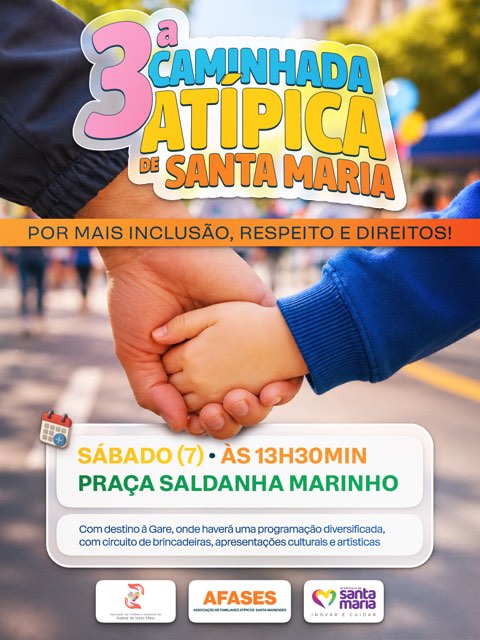 3ª CAMINHADA
ATÍPICA
DE SANTA MARIA
POR MAIS INCLUSÃO, RESPEITO E DIREITOS!
SÁBADO (7) • ÀS 13H30MIN
PRAÇA SALDANHA MARINHO
Com destino à Gare, onde haverá uma programação diversificada,
com circuito de brincadeiras, apresentações culturais e artísticas
AFASES
ASSOCIAÇÃO DE FAMILIARES ATÍPICOS SANTA MARIENSES
santa
maria
INOVAR E CUIDAR